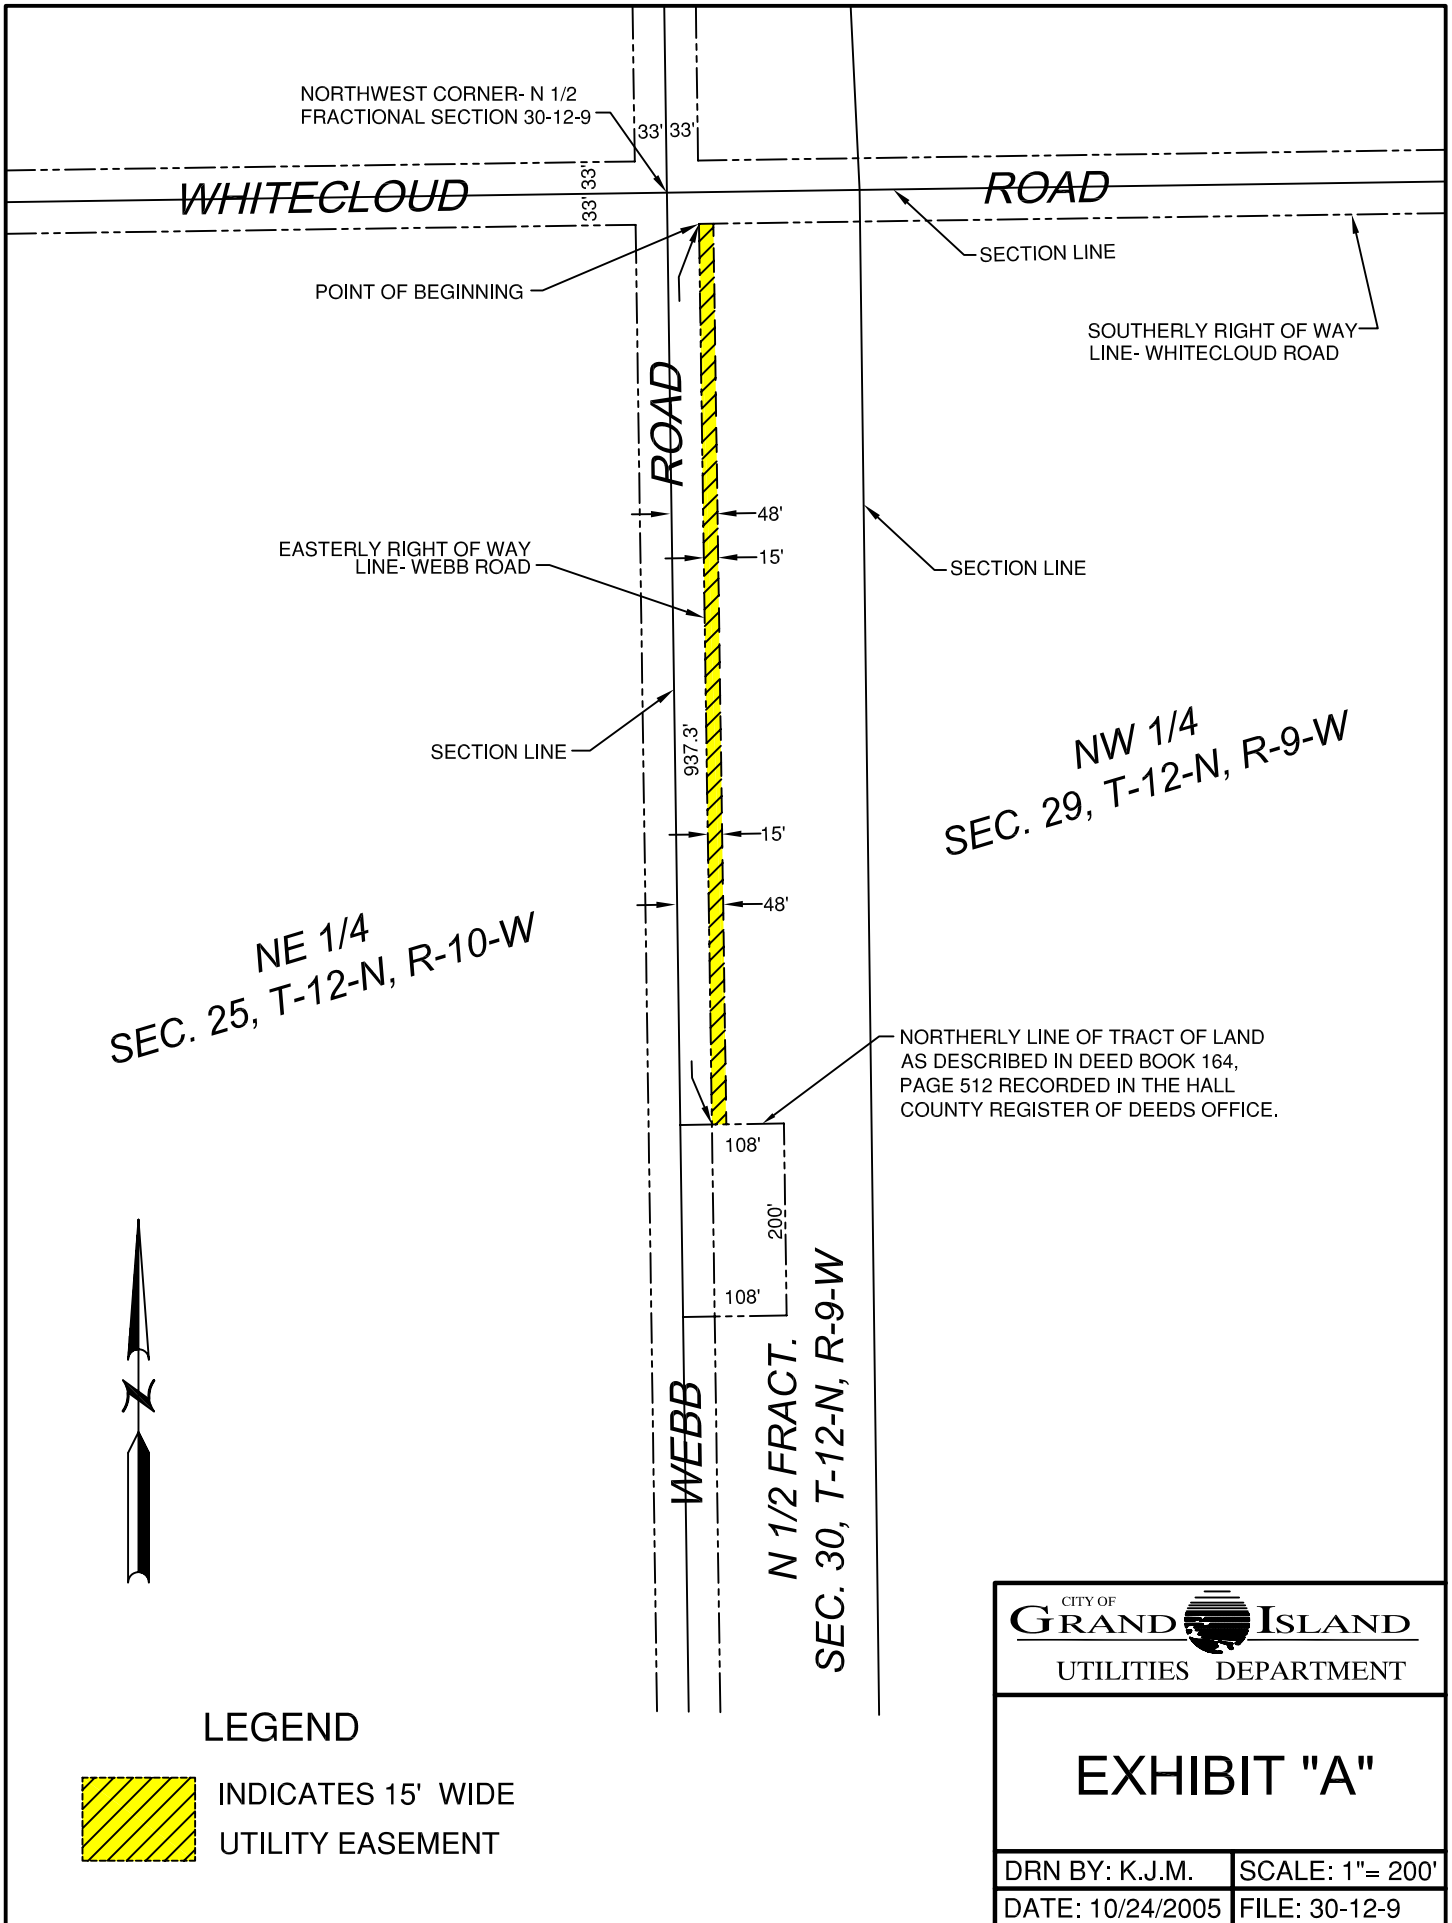 NORTHWEST CORNER- N 1/2
FRACTIONAL SECTION 30-12-9
33' 33'
33' 33'
WHITECLOUD
ROAD
SECTION LINE
POINT OF BEGINNING
SOUTHERLY RIGHT OF WAY
LINE- WHITECLOUD ROAD
ROAD
48'
EASTERLY RIGHT OF WAY
LINE- WEBB ROAD
15'
SECTION LINE
SECTION LINE
937.3'
NW 1/4
SEC. 29, T-12-N, R-9-W
15'
48'
NE 1/4
SEC. 25, T-12-N, R-10-W
NORTHERLY LINE OF TRACT OF LAND
AS DESCRIBED IN DEED BOOK 164,
PAGE 512 RECORDED IN THE HALL
COUNTY REGISTER OF DEEDS OFFICE.
108'
200'
108'
N
WEBB
N 1/2 FRACT.
SEC. 30, T-12-N, R-9-W
LEGEND
INDICATES 15' WIDE
UTILITY EASEMENT
CITY OF
GRAND ISLAND
UTILITIES DEPARTMENT
EXHIBIT "A"
DRN BY: K.J.M.
SCALE: 1"= 200'
DATE: 10/24/2005
FILE: 30-12-9